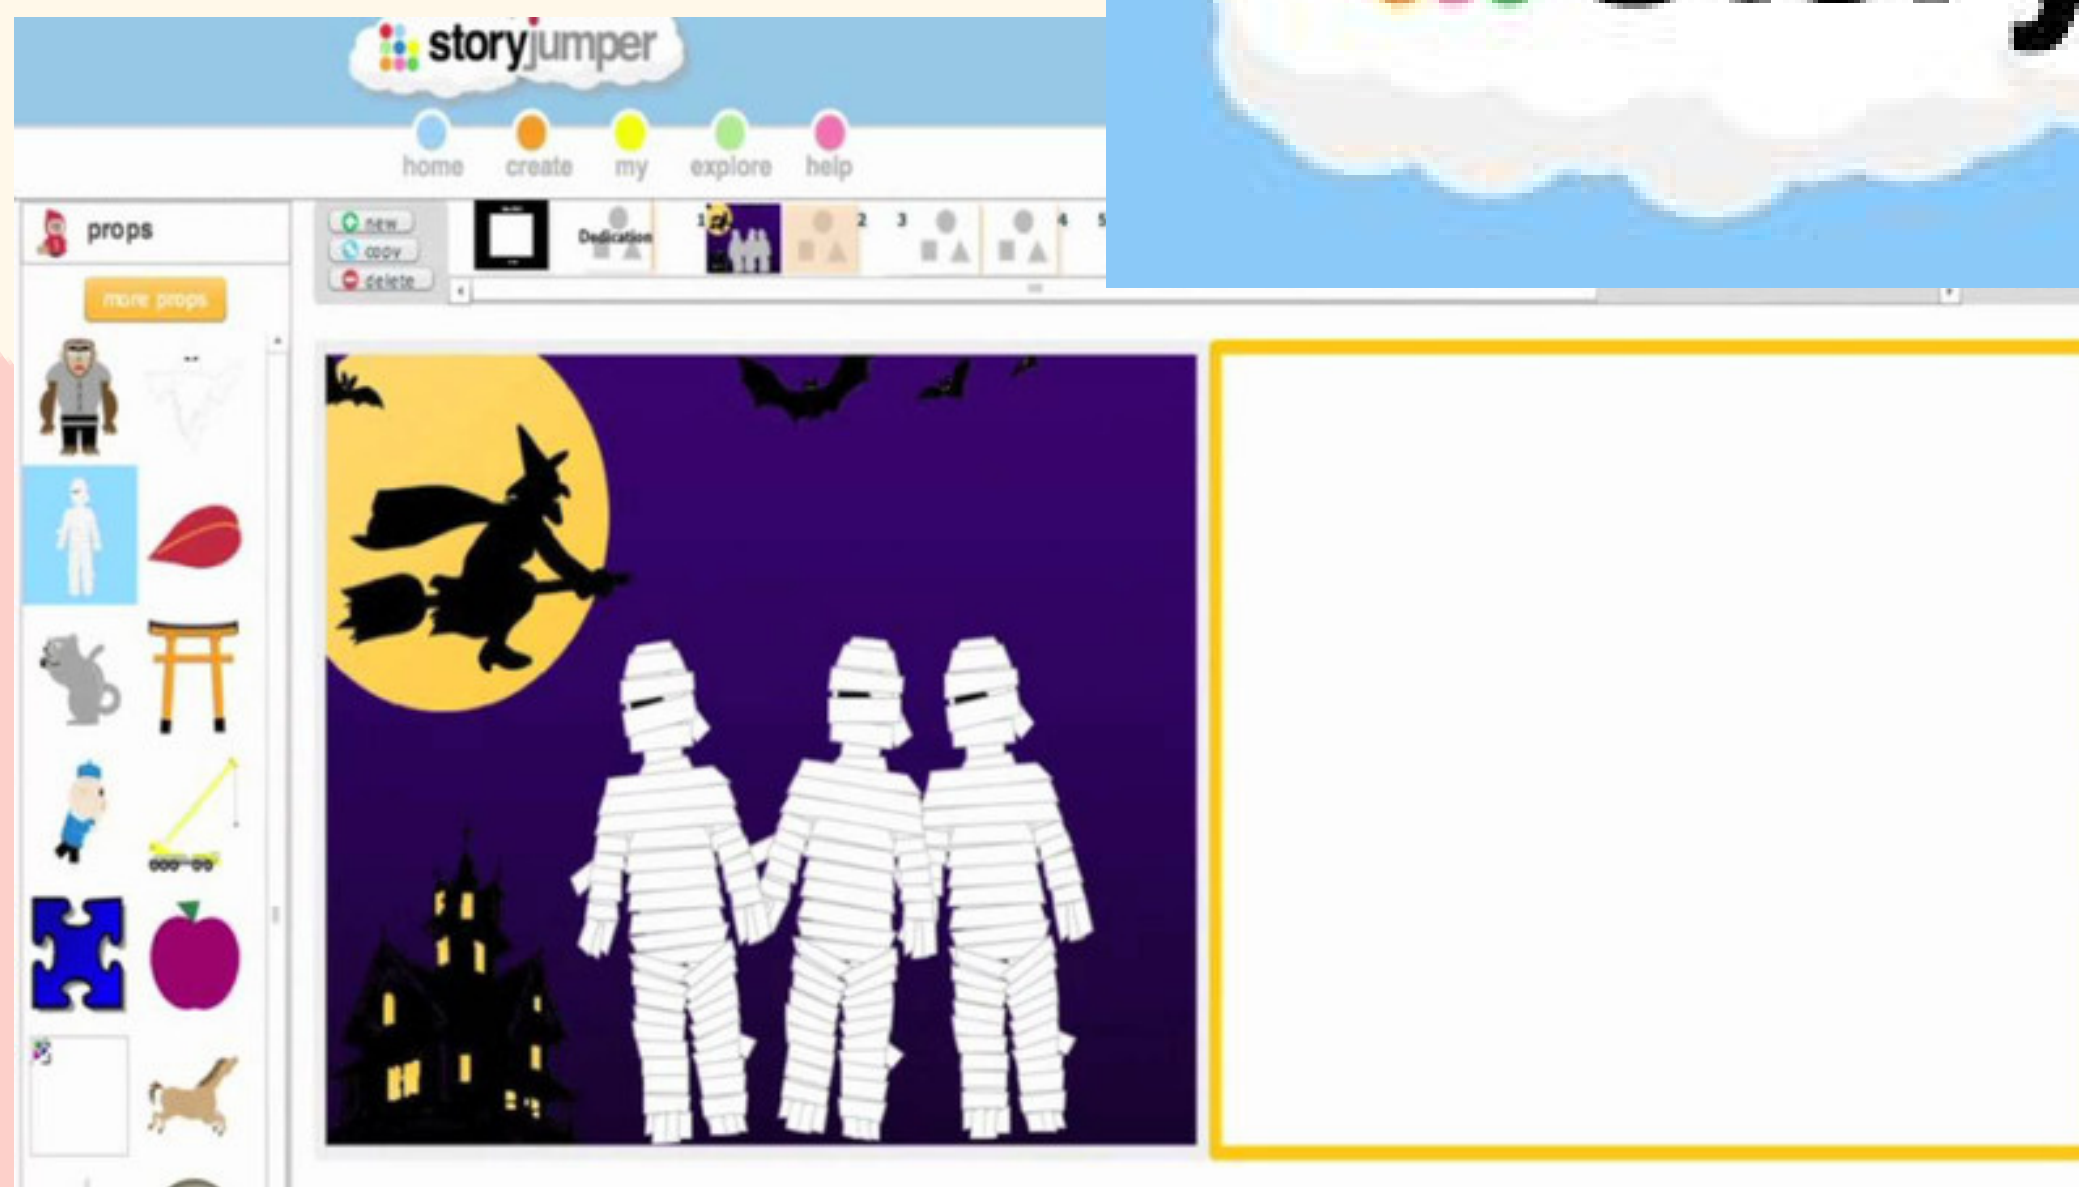 storyjumper
home create my explore help
props
more props
new
copy
delete
Dedication
1
2
3
4
5